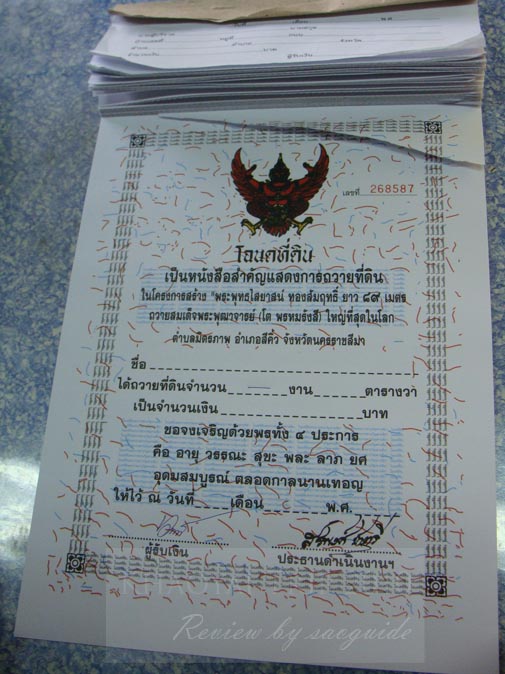 เลขที่ 268587
โฉนดที่ดิน
เป็นหนังสือสำคัญแสดงการถวายที่ดิน
ในโครงการสร้าง "พระพุทธไสยาสน์ ทองสัมฤทธิ์ ยาว ๘๙ เมตร
ถวายสมเด็จพระพุฒาจารย์ (โต พรหมรังสี) ใหญ่ที่สุดในโลก
ตำบลมิตรภาพ อำเภอสีคิ้ว จังหวัดนครราชสีมา
ชื่อ
ได้ถวายที่ดินจำนวน งาน ตารางวา
เป็นจำนวนเงิน บาท
ขอจงเจริญด้วยพรทั้ง ๔ ประการ
คือ อายุ วรรณะ สุขะ พละ ลาภ ยศ
อุดมสมบูรณ์ ตลอดกาลนานเทอญ
ให้ไว้ ณ วันที่ เดือน พ.ศ.
ผู้รับเงิน ประธานดำเนินงานฯ
Review by sacguide